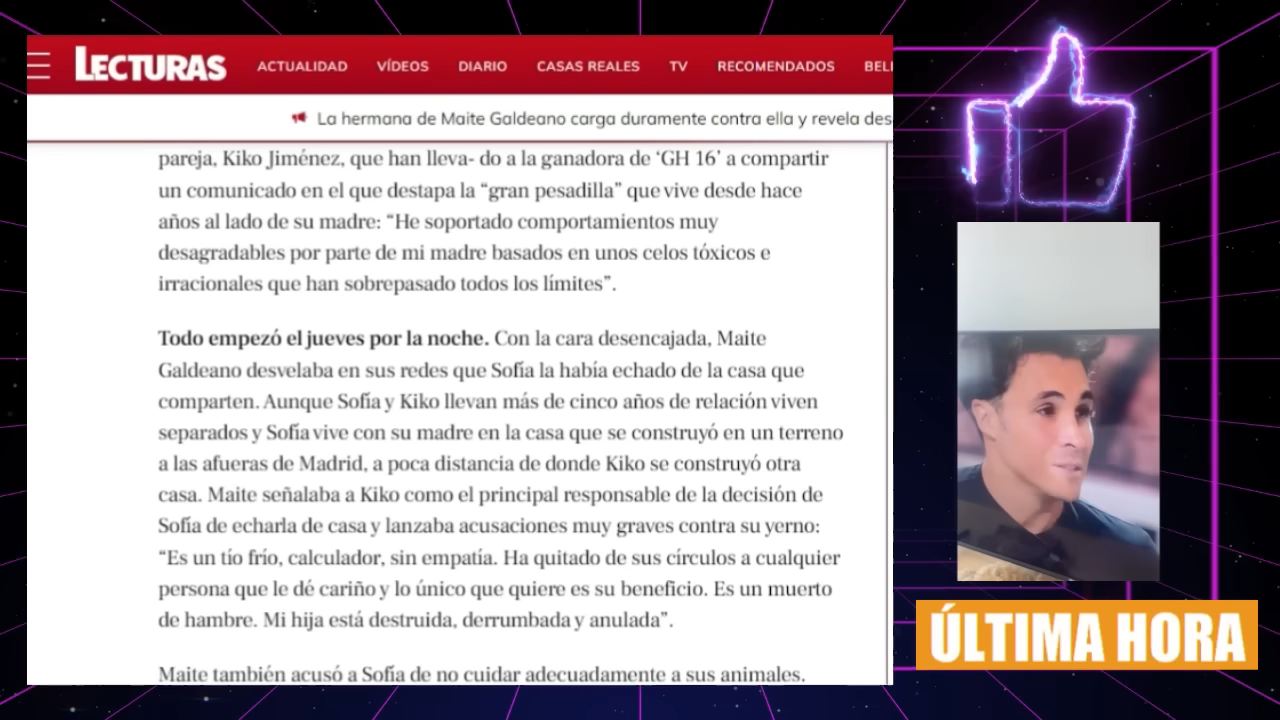 LECTURAS
ACTUALIDAD VÍDEOS DIARIO CASAS REALES TV RECOMENDADOS BELL
La hermana de Maite Galdeano carga duramente contra ella y revela des
pareja, Kiko Jiménez, que han lleva- do a la ganadora de ‘GH 16’ a compartir
un comunicado en el que destapa la “gran pesadilla” que vive desde hace
años al lado de su madre: “He soportado comportamientos muy
desagradables por parte de mi madre basados en unos celos tóxicos e
irracionales que han sobrepasado todos los límites”.
Todo empezó el jueves por la noche. Con la cara desencajada, Maite
Galdeano desvelaba en sus redes que Sofía la había echado de la casa que
comparten. Aunque Sofía y Kiko llevan más de cinco años de relación viven
separados y Sofía vive con su madre en la casa que se construyó en un terreno
a las afueras de Madrid, a poca distancia de donde Kiko se construyó otra
casa. Maite señalaba a Kiko como el principal responsable de la decisión de
Sofía de echarla de casa y lanzaba acusaciones muy graves contra su yerno:
“Es un tío frío, calculador, sin empatía. Ha quitado de sus círculos a cualquier
persona que le dé cariño y lo único que quiere es su beneficio. Es un muerto
de hambre. Mi hija está destruida, derrumbada y anulada”.
Maite también acusó a Sofía de no cuidar adecuadamente a sus animales.
ÚLTIMA HORA